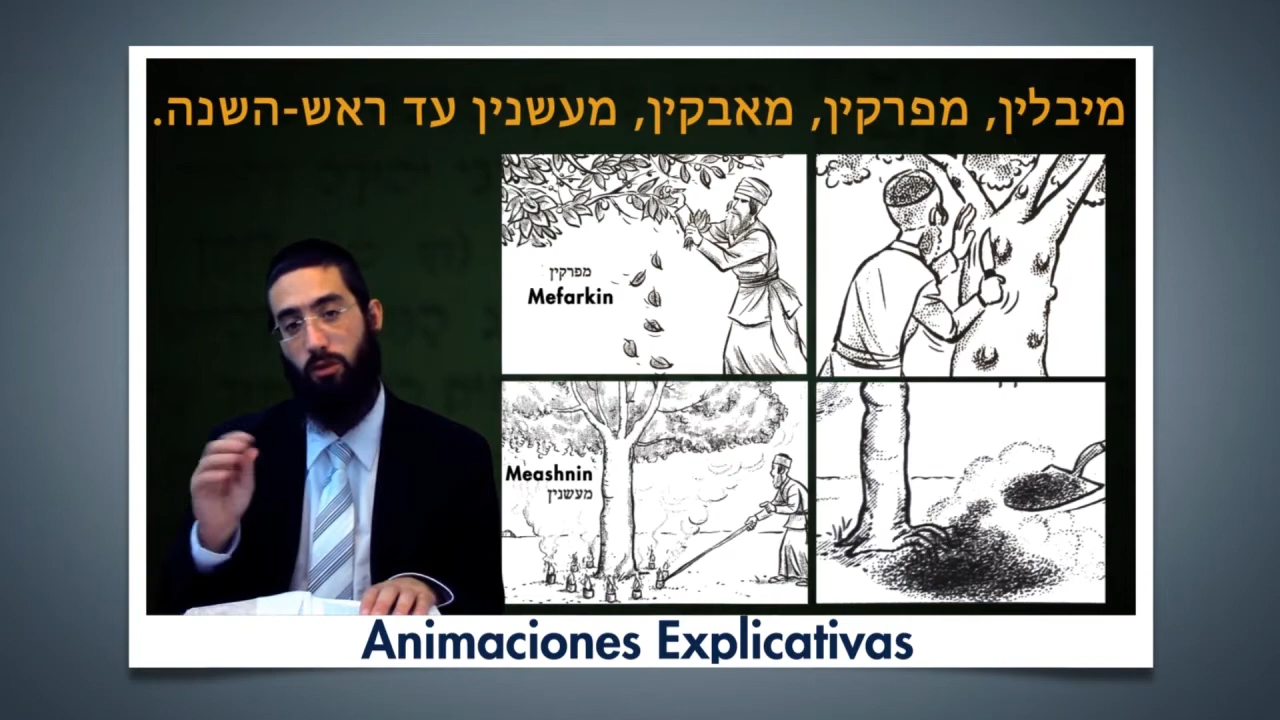 מיבלין, מפרקין, מאבקין, מעשנין עד ראש-השנה.
מפרקין
Mefarkin
Meashnin
מעשנין
Animaciones Explicativas